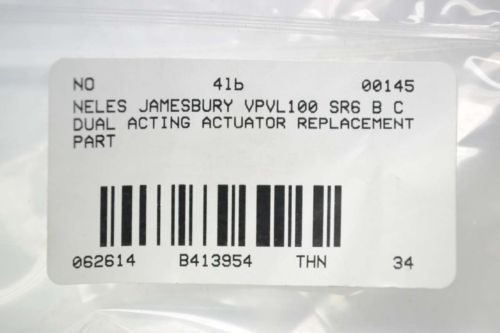 NO 4lb 00145
NELES JAMESBURY VPVL100 SR6 B C
DUAL ACTING ACTUATOR REPLACEMENT
PART
062614 B413954 THN 34